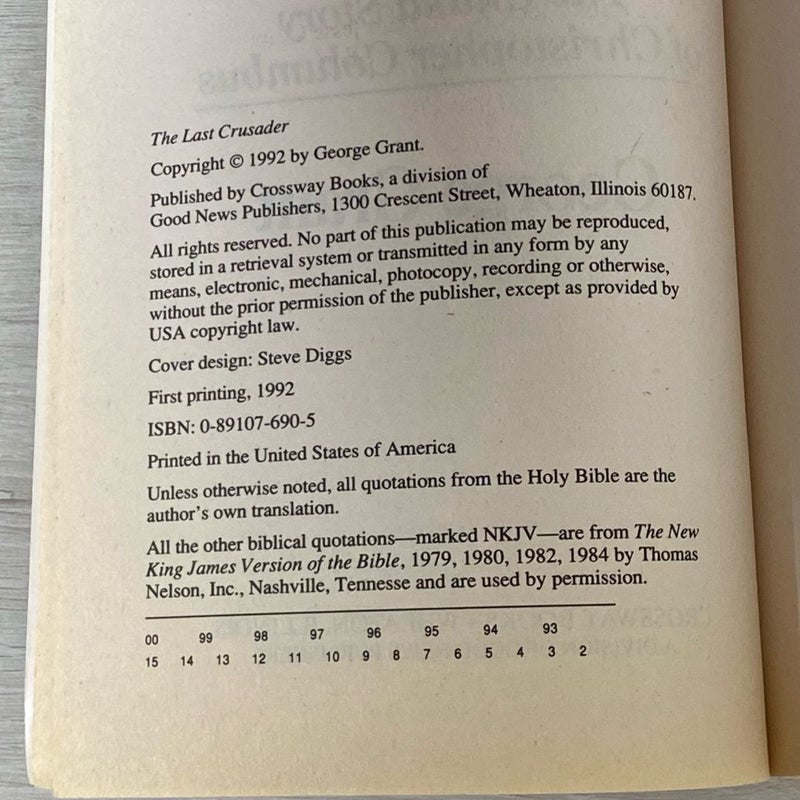 The Last Crusader
Copyright © 1992 by George Grant.
Published by Crossway Books, a division of
Good News Publishers, 1300 Crescent Street, Wheaton, Illinois 60187.
All rights reserved. No part of this publication may be reproduced,
stored in a retrieval system or transmitted in any form by any
means, electronic, mechanical, photocopy, recording or otherwise,
without the prior permission of the publisher, except as provided by
USA copyright law.
Cover design: Steve Diggs
First printing, 1992
ISBN: 0-89107-690-5
Printed in the United States of America
Unless otherwise noted, all quotations from the Holy Bible are the
author's own translation.
All the other biblical quotations—marked NKJV—are from The New
King James Version of the Bible, 1979, 1980, 1982, 1984 by Thomas
Nelson, Inc., Nashville, Tennessee and are used by permission.
00 99 98 97 96 95 94 93
15 14 13 12 11 10 9 8 7 6 5 4 3 2